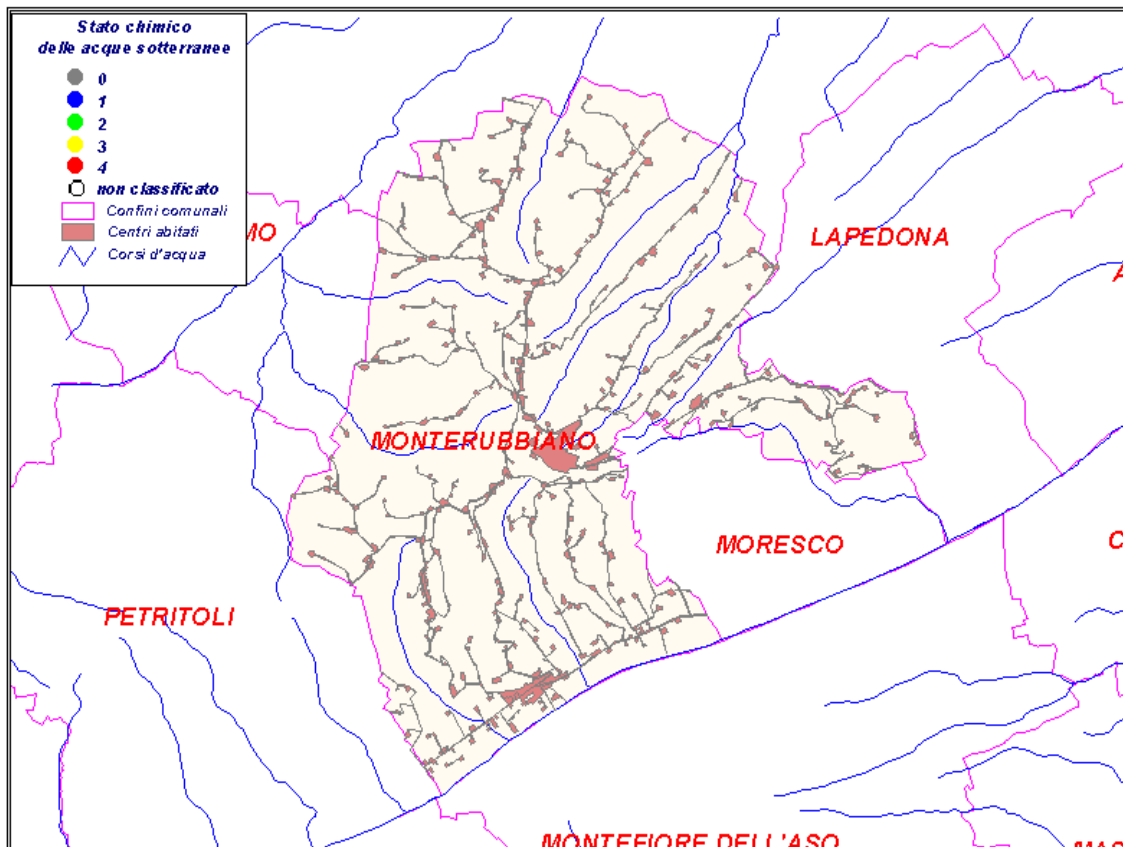 Stato chimico
delle acque sotterranee
0
1
2
3
4
non classificato
Confini comunali
Centri abitati
Corsi d'acqua
MO
LAPEDONA
A
MONTERUBBIANO
MORESCO
C
PETRITOLI
MONTEFIORE DELL'ASO
MAS